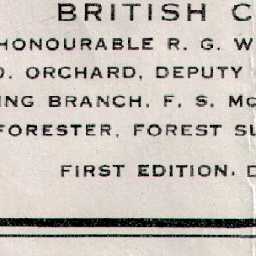 BRITISH C
HONOURABLE R. G. W
D. ORCHARD, DEPUTY
ING BRANCH, F. S. MC
FORESTER, FOREST SU
FIRST EDITION. D